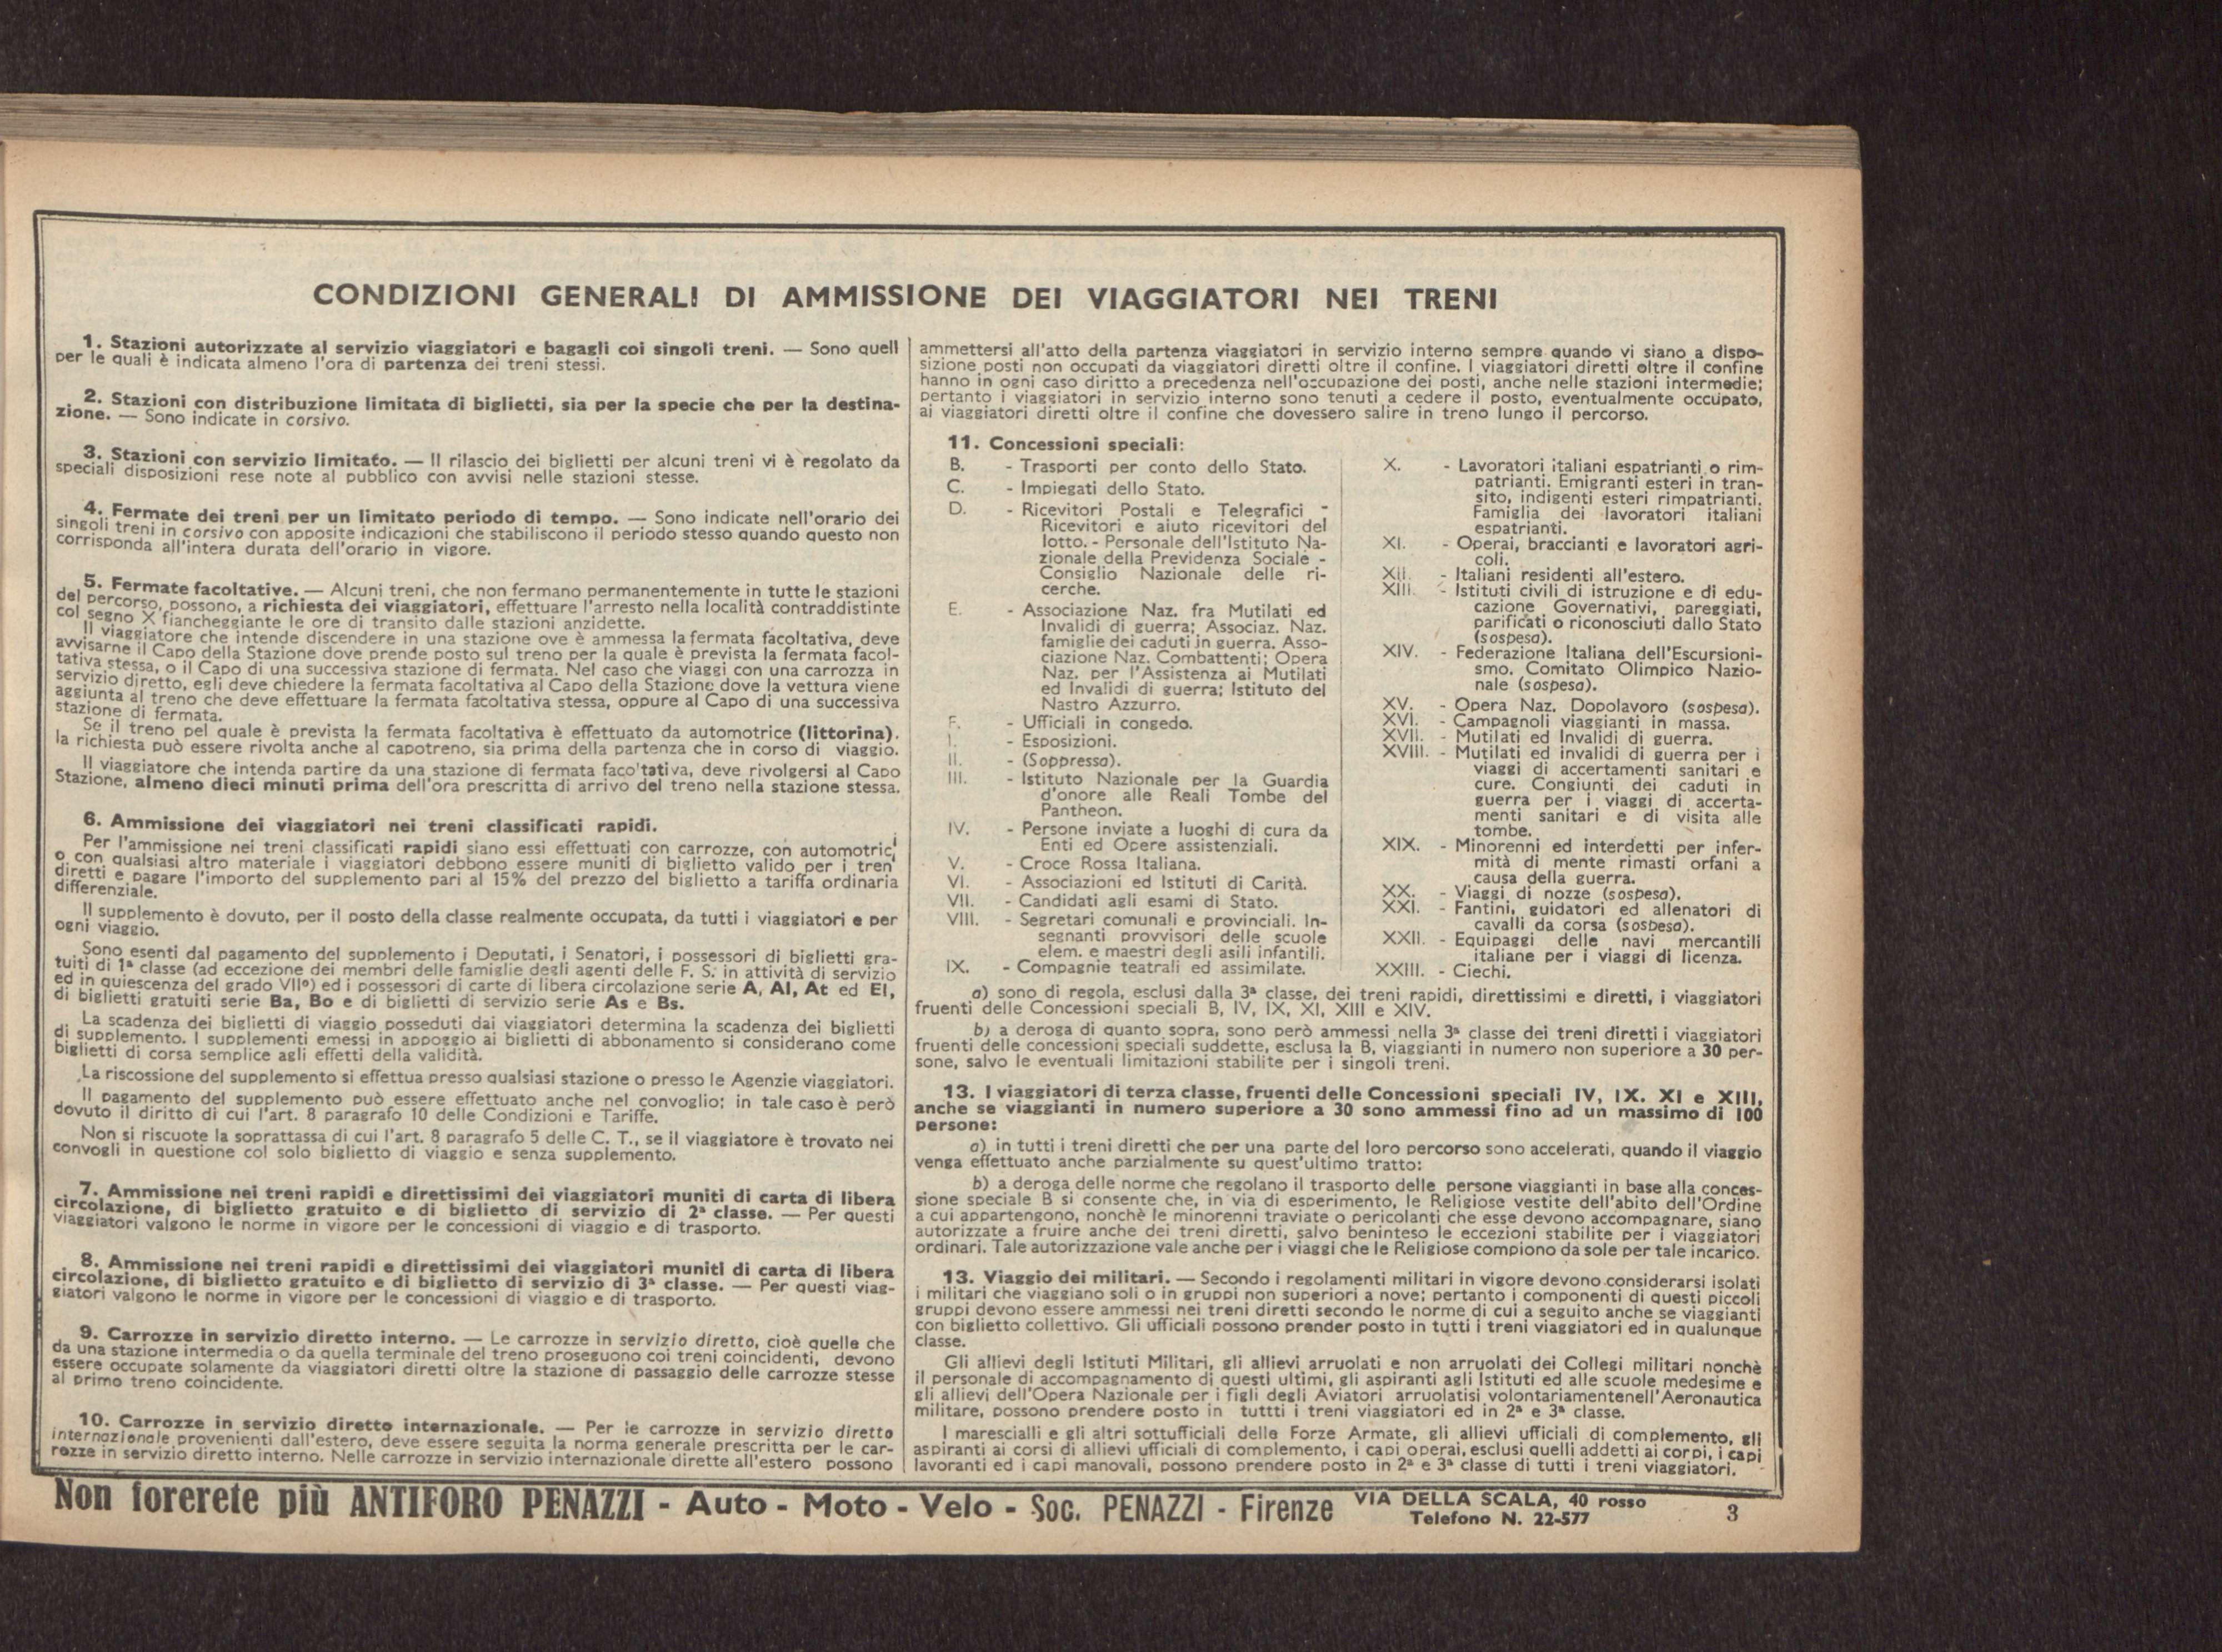 CONDIZIONI GENERALI DI AMMISSIONE DEI VIAGGIATORI NEI TRENI
1. Stazioni autorizzate al servizio viaggiatori e bagagli coi singoli treni. — Sono quell
per le quali è indicata almeno l'ora di partenza dei treni stessi.
2. Stazioni con distribuzione limitata di biglietti, sia per la specie che per la destina-
zione. — Sono indicate in corsivo.
3. Stazioni con servizio limitato. — Il rilascio dei biglietti per alcuni treni vi è regolato da
speciali disposizioni rese note al pubblico con avvisi nelle stazioni stesse.
4. Fermate dei treni per un limitato periodo di tempo. — Sono indicate nell'orario dei
singoli treni in corsivo con apposite indicazioni che stabiliscono il periodo stesso quando questo non
corrisponda all'intera durata dell'orario in vigore.
5. Fermate facoltative. — Alcuni treni, che non fermano permanentemente in tutte le stazioni
del percorso, possono, a richiesta dei viaggiatori, effettuare l'arresto nella località contraddistinte
col segno X fiancheggiante le ore di transito dalle stazioni anzidette.
Il viaggiatore che intende discendere in una stazione ove è ammessa la fermata facoltativa, deve
avvisarne il Capo della Stazione dove prende posto sul treno per la quale è prevista la fermata facol-
tativa stessa, o il Capo di una successiva stazione di fermata. Nel caso che viaggi con una carrozza in
servizio diretto, egli deve chiedere la fermata facoltativa al Capo della Stazione dove la vettura viene
aggiunta al treno che deve effettuare la fermata facoltativa stessa, oppure al Capo di una successiva
stazione di fermata.
Se il treno pel quale è prevista la fermata facoltativa è effettuato da automotrice (littorina).
la richiesta può essere rivolta anche al capotreno, sia prima della partenza che in corso di viaggio.
Il viaggiatore che intenda partire da una stazione di fermata faco'tativa, deve rivolgersi al Capo
Stazione, almeno dieci minuti prima dell'ora prescritta di arrivo del treno nella stazione stessa.
6. Ammissione dei viaggiatori nei treni classificati rapidi.
Per l'ammissione nei treni classificati rapidi siano essi effettuati con carrozze, con automotric,i
o con qualsiasi altro materiale i viaggiatori debbono essere muniti di biglietto valido per i tren'
diretti e pagare l'importo del supplemento pari al 15% del prezzo del biglietto a tariffa ordinaria
differenziale.
Il supplemento è dovuto, per il posto della classe realmente occupata, da tutti i viaggiatori e per
ogni viaggio.
Sono esenti dal pagamento del supplemento i Deputati, i Senatori, i possessori di biglietti gra-
tuiti di 1ª classe (ad eccezione dei membri delle famiglie degli agenti delle F. S. in attività di servizio
ed in quiescenza del grado VIIº) ed i possessori di carte di libera circolazione serie A, Al, At ed El,
di biglietti gratuiti serie Ba, Bo e di biglietti di servizio serie As e Bs.
La scadenza dei biglietti di viaggio posseduti dai viaggiatori determina la scadenza dei biglietti
di supplemento. I supplementi emessi in appoggio ai biglietti di abbonamento si considerano come
biglietti di corsa semplice agli effetti della validità.
La riscossione del supplemento si effettua presso qualsiasi stazione o presso le Agenzie viaggiatori.
Il pagamento del supplemento può essere effettuato anche nel convoglio; in tale caso è però
dovuto il diritto di cui l'art. 8 paragrafo 10 delle Condizioni e Tariffe.
Non si riscuote la soprattassa di cui l'art. 8 paragrafo 5 delle C. T., se il viaggiatore è trovato nei
convogli in questione col solo biglietto di viaggio e senza supplemento.
7. Ammissione nei treni rapidi e direttissimi dei viaggiatori muniti di carta di libera
circolazione, di biglietto gratuito e di biglietto di servizio di 2ª classe. — Per questi
viaggiatori valgono le norme in vigore per le concessioni di viaggio e di trasporto.
8. Ammissione nei treni rapidi e direttissimi dei viaggiatori muniti di carta di libera
circolazione, di biglietto gratuito e di biglietto di servizio di 3ª classe. — Per questi viag-
giatori valgono le norme in vigore per le concessioni di viaggio e di trasporto.
9. Carrozze in servizio diretto interno. — Le carrozze in servizio diretto, cioè quelle che
da una stazione intermedia o da quella terminale del treno proseguono coi treni coincidenti, devono
essere occupate solamente da viaggiatori diretti oltre la stazione di passaggio delle carrozze stesse
al primo treno coincidente.
10. Carrozze in servizio diretto internazionale. — Per le carrozze in servizio diretto
internazionale provenienti dall'estero, deve essere seguita la norma generale prescritta per le car-
rozze in servizio diretto interno. Nelle carrozze in servizio internazionale dirette all'estero possono
ammettersi all'atto della partenza viaggiatori in servizio interno sempre quando vi siano a dispo-
sizione posti non occupati da viaggiatori diretti oltre il confine. I viaggiatori diretti oltre il confine
hanno in ogni caso diritto a precedenza nell'occupazione dei posti, anche nelle stazioni intermedie;
pertanto i viaggiatori in servizio interno sono tenuti a cedere il posto, eventualmente occupato,
ai viaggiatori diretti oltre il confine che dovessero salire in treno lungo il percorso.
11. Concessioni speciali:
B. - Trasporti per conto dello Stato.
C. - Impiegati dello Stato.
D. - Ricevitori Postali e Telegrafici -
Ricevitori e aiuto ricevitori del
lotto. - Personale dell'Istituto Na-
zionale della Previdenza Sociale -
Consiglio Nazionale delle ri-
cerche.
E. - Associazione Naz. fra Mutilati ed
Invalidi di guerra; Associaz. Naz.
famiglie dei caduti in guerra. Asso-
ciazione Naz. Combattenti; Opera
Naz. per l'Assistenza ai Mutilati
ed Invalidi di guerra; Istituto del
Nastro Azzurro.
F. - Ufficiali in congedo.
I. - Esposizioni.
II. - (Soppressa).
III. - Istituto Nazionale per la Guardia
d'onore alle Reali Tombe del
Pantheon.
IV. - Persone inviate a luoghi di cura da
Enti ed Opere assistenziali.
V. - Croce Rossa Italiana.
VI. - Associazioni ed Istituti di Carità.
VII. - Candidati agli esami di Stato.
VIII. - Segretari comunali e provinciali. In-
segnanti provvisori delle scuole
elem. e maestri degli asili infantili.
IX. - Compagnie teatrali ed assimilate.
X. - Lavoratori italiani espatrianti o rim-
patrianti. Emigranti esteri in tran-
sito, indigenti esteri rimpatrianti.
Famiglia dei lavoratori italiani
espatrianti.
XI. - Operai, braccianti e lavoratori agri-
coli.
XII. - Italiani residenti all'estero.
XIII. - Istituti civili di istruzione e di edu-
cazione Governativi, pareggiati,
parificati o riconosciuti dallo Stato
(sospesa).
XIV. - Federazione Italiana dell'Escursioni-
smo. Comitato Olimpico Nazio-
nale (sospesa).
XV. - Opera Naz. Dopolavoro (sospesa).
XVI. - Campagnoli viaggianti in massa.
XVII. - Mutilati ed Invalidi di guerra.
XVIII. - Mutilati ed invalidi di guerra per i
viaggi di accertamenti sanitari e
cure. Congiunti dei caduti in
guerra per i viaggi di accerta-
menti sanitari e di visita alle
tombe.
XIX. - Minorenni ed interdetti per infer-
mità di mente rimasti orfani a
causa della guerra.
XX. - Viaggi di nozze (sospesa).
XXI. - Fantini, guidatori ed allenatori di
cavalli da corsa (sospesa).
XXII. - Equipaggi delle navi mercantili
italiane per i viaggi di licenza.
XXIII. - Ciechi.
a) sono di regola, esclusi dalla 3ª classe, dei treni rapidi, direttissimi e diretti, i viaggiatori
fruenti delle Concessioni speciali B, IV, IX, XI, XIII e XIV.
b) a deroga di quanto sopra, sono però ammessi nella 3ª classe dei treni diretti i viaggiatori
fruenti delle concessioni speciali suddette, esclusa la B, viaggianti in numero non superiore a 30 per-
sone, salvo le eventuali limitazioni stabilite per i singoli treni.
13. I viaggiatori di terza classe, fruenti delle Concessioni speciali IV, IX. XI e XIII,
anche se viaggianti in numero superiore a 30 sono ammessi fino ad un massimo di 100
persone:
a) in tutti i treni diretti che per una parte del loro percorso sono accelerati, quando il viaggio
venga effettuato anche parzialmente su quest'ultimo tratto:
b) a deroga delle norme che regolano il trasporto delle persone viaggianti in base alla conces-
sione speciale B si consente che, in via di esperimento, le Religiose vestite dell'abito dell'Ordine
a cui appartengono, nonchè le minorenni traviate o pericolanti che esse devono accompagnare, siano
autorizzate a fruire anche dei treni diretti, salvo beninteso le eccezioni stabilite per i viaggiatori
ordinari. Tale autorizzazione vale anche per i viaggi che le Religiose compiono da sole per tale incarico.
13. Viaggio dei militari. — Secondo i regolamenti militari in vigore devono considerarsi isolati
i militari che viaggiano soli o in gruppi non superiori a nove; pertanto i componenti di questi piccoli
gruppi devono essere ammessi nei treni diretti secondo le norme di cui a seguito anche se viaggianti
con biglietto collettivo. Gli ufficiali possono prender posto in tutti i treni viaggiatori ed in qualunque
classe.
Gli allievi degli Istituti Militari, gli allievi arruolati e non arruolati dei Collegi militari nonchè
il personale di accompagnamento di questi ultimi, gli aspiranti agli Istituti ed alle scuole medesime e
gli allievi dell'Opera Nazionale per i figli degli Aviatori arruolatisi volontariamentenell'Aeronautica
militare, possono prendere posto in tuttti i treni viaggiatori ed in 2ª e 3ª classe.
I marescialli e gli altri sottufficiali delle Forze Armate, gli allievi ufficiali di complemento, gli
aspiranti ai corsi di allievi ufficiali di complemento, i capi operai, esclusi quelli addetti ai corpi, i capi
lavoranti ed i capi manovali, possono prendere posto in 2ª e 3ª classe di tutti i treni viaggiatori.
Non forerete più ANTIFORO PENAZZI - Auto - Moto - Velo - Soc. PENAZZI - Firenze VIA DELLA SCALA, 40 rosso
Telefono N. 22-577
3